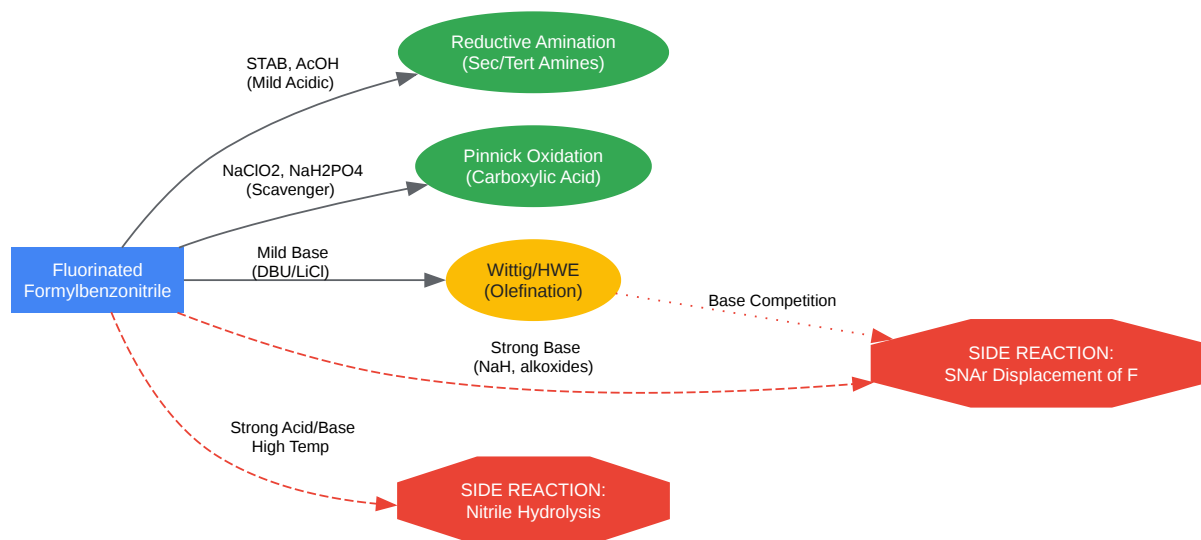 Reductive Amination
(Sec/Tert Amines)
STAB, AcOH
(Mild Acidic)
Pinnick Oxidation
(Carboxylic Acid)
NaClO2, NaH2PO4
(Scavenger)
Fluorinated
Formylbenzonitrile
Mild Base
(DBU/LiCl)
Wittig/HWE
(Olefination)
Base Competition
Strong Base
(NaH, alkoxides)
SIDE REACTION:
SNAr Displacement of F
Strong Acid/Base
High Temp
SIDE REACTION:
Nitrile Hydrolysis